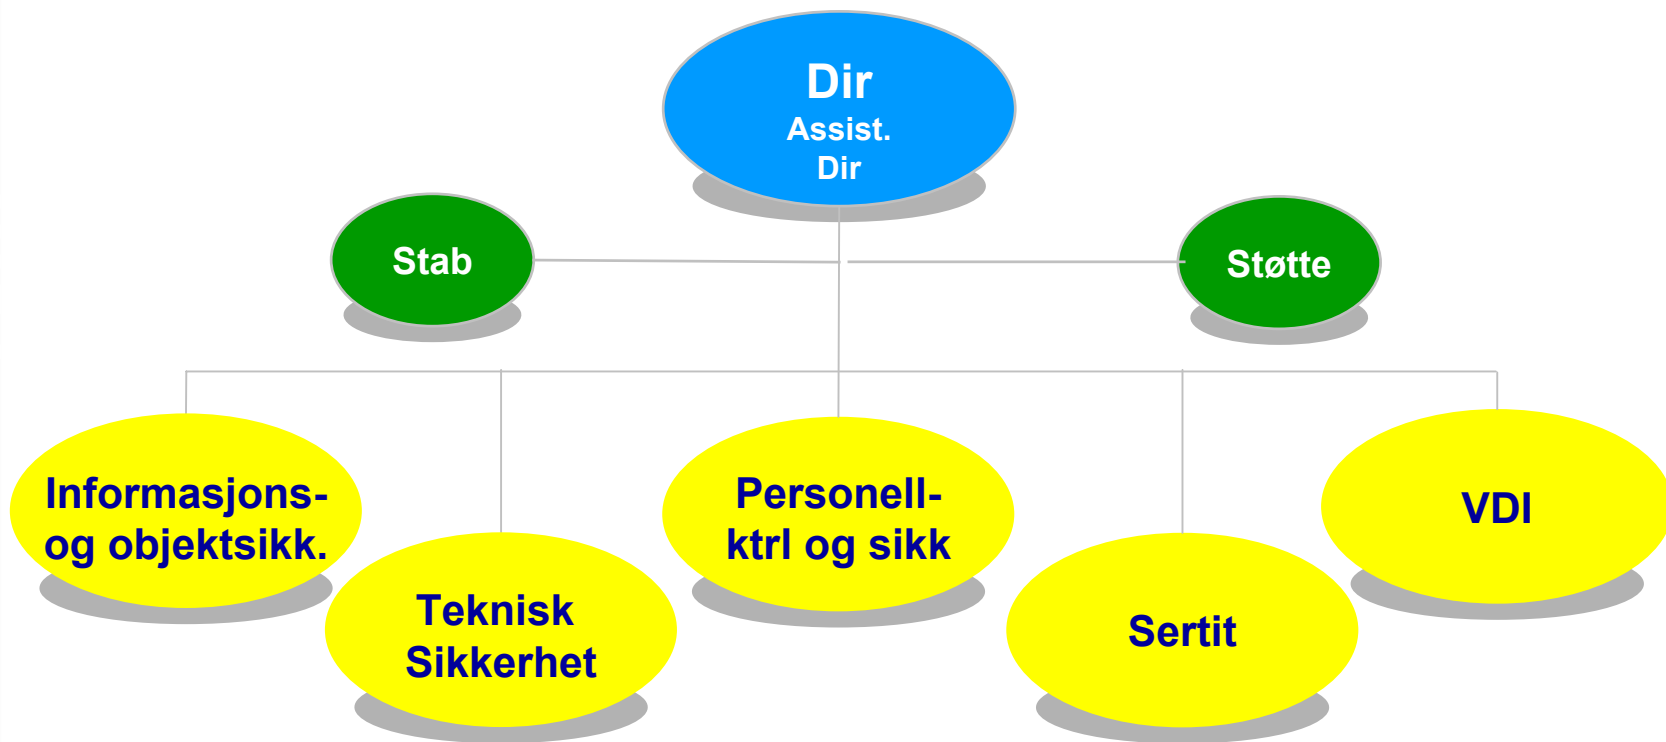 Dir
Assist.
Dir
Stab
Støtte
Informasjons-
og objektsikk.
Teknisk
Sikkerhet
Personell-
ktrl og sikk
Sertit
VDI